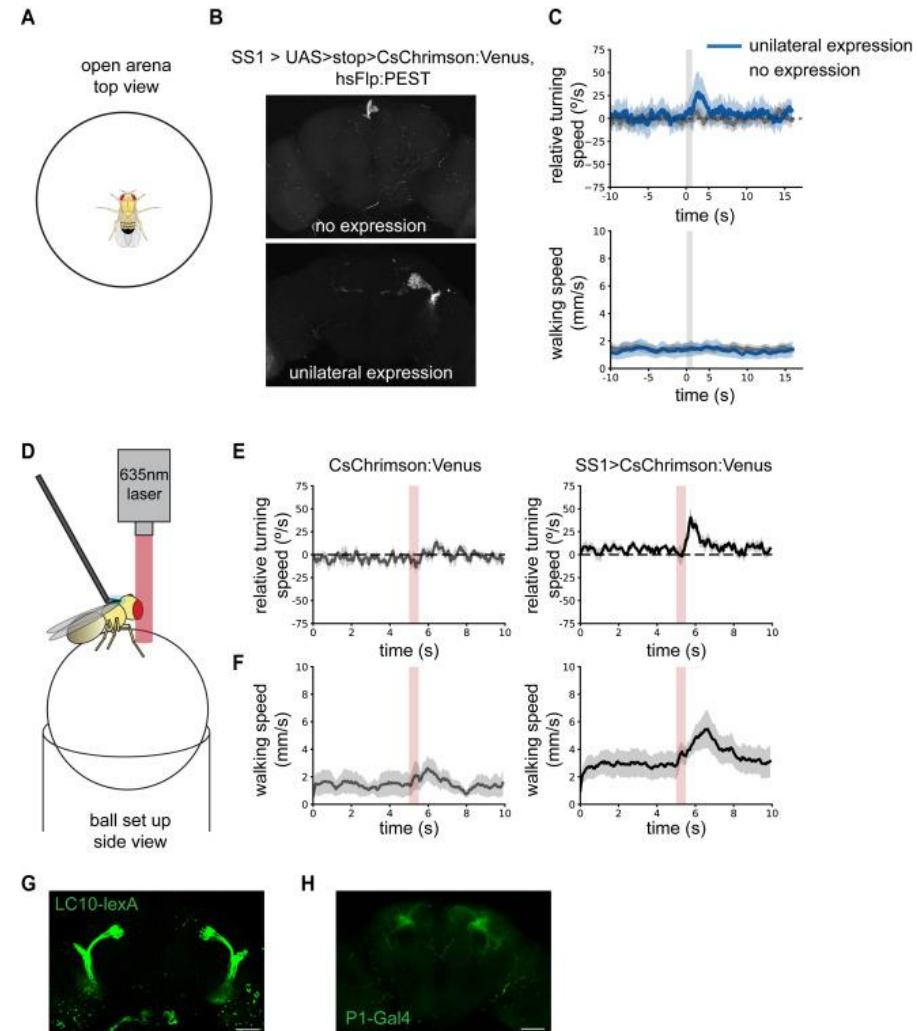 A
open arena
top view
B
SS1 > UAS>stop>CsChrimson:Venus,
hsFlp:PEST
no expression
unilateral expression
C
unilateral expression
no expression
relative turning
speed (º/s)
75
50
25
0
−25
−50
−75
-10
-5
0
5
10
15
time (s)
walking speed
(mm/s)
10
8
6
4
2
0
-10
-5
0
5
10
15
time (s)
D
635nm
laser
ball set up
side view
E
CsChrimson:Venus
relative turning
speed (º/s)
75
50
25
0
−25
−50
−75
0
2
4
6
8
10
time (s)
SS1>CsChrimson:Venus
relative turning
speed (º/s)
75
50
25
0
−25
−50
−75
0
2
4
6
8
10
time (s)
F
walking speed
(mm/s)
10
8
6
4
2
0
0
2
4
6
8
10
time (s)
walking speed
(mm/s)
10
8
6
4
2
0
0
2
4
6
8
10
time (s)
G
LC10-lexA
H
P1-Gal4